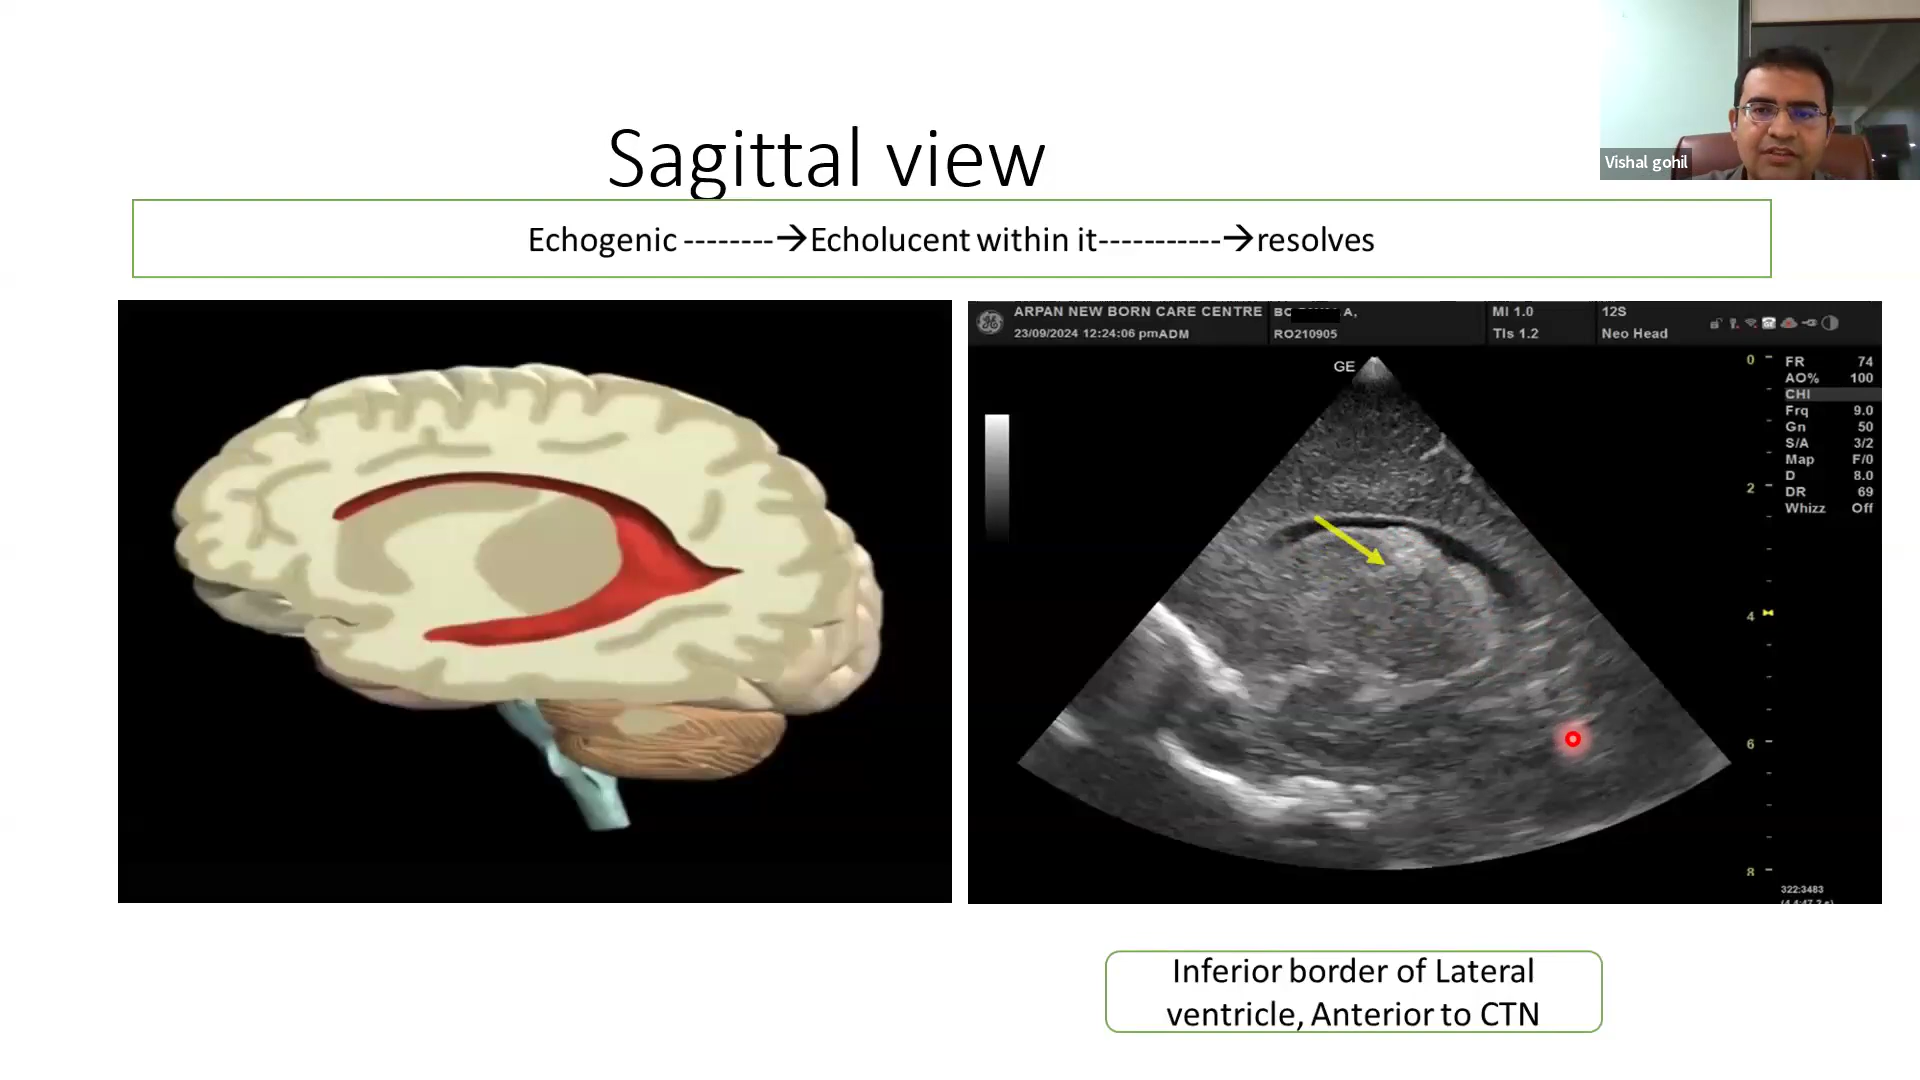 Vishal gohil
Sagittal view
Echogenic --------→Echolucent within it-----------→resolves
ARPAN NEW BORN CARE CENTRE
23/09/2024 12:24:06 pm ADM
A,
RO210905
MI 1.0
TIs 1.2
12S
Neo Head
GE
0
2
4
6
8
FR 74
AO% 100
CHI
Frq 9.0
Gn 50
S/A 3/2
Map F/0
D 8.0
DR 69
Whizz Off
322:3483
Inferior border of Lateral
ventricle, Anterior to CTN